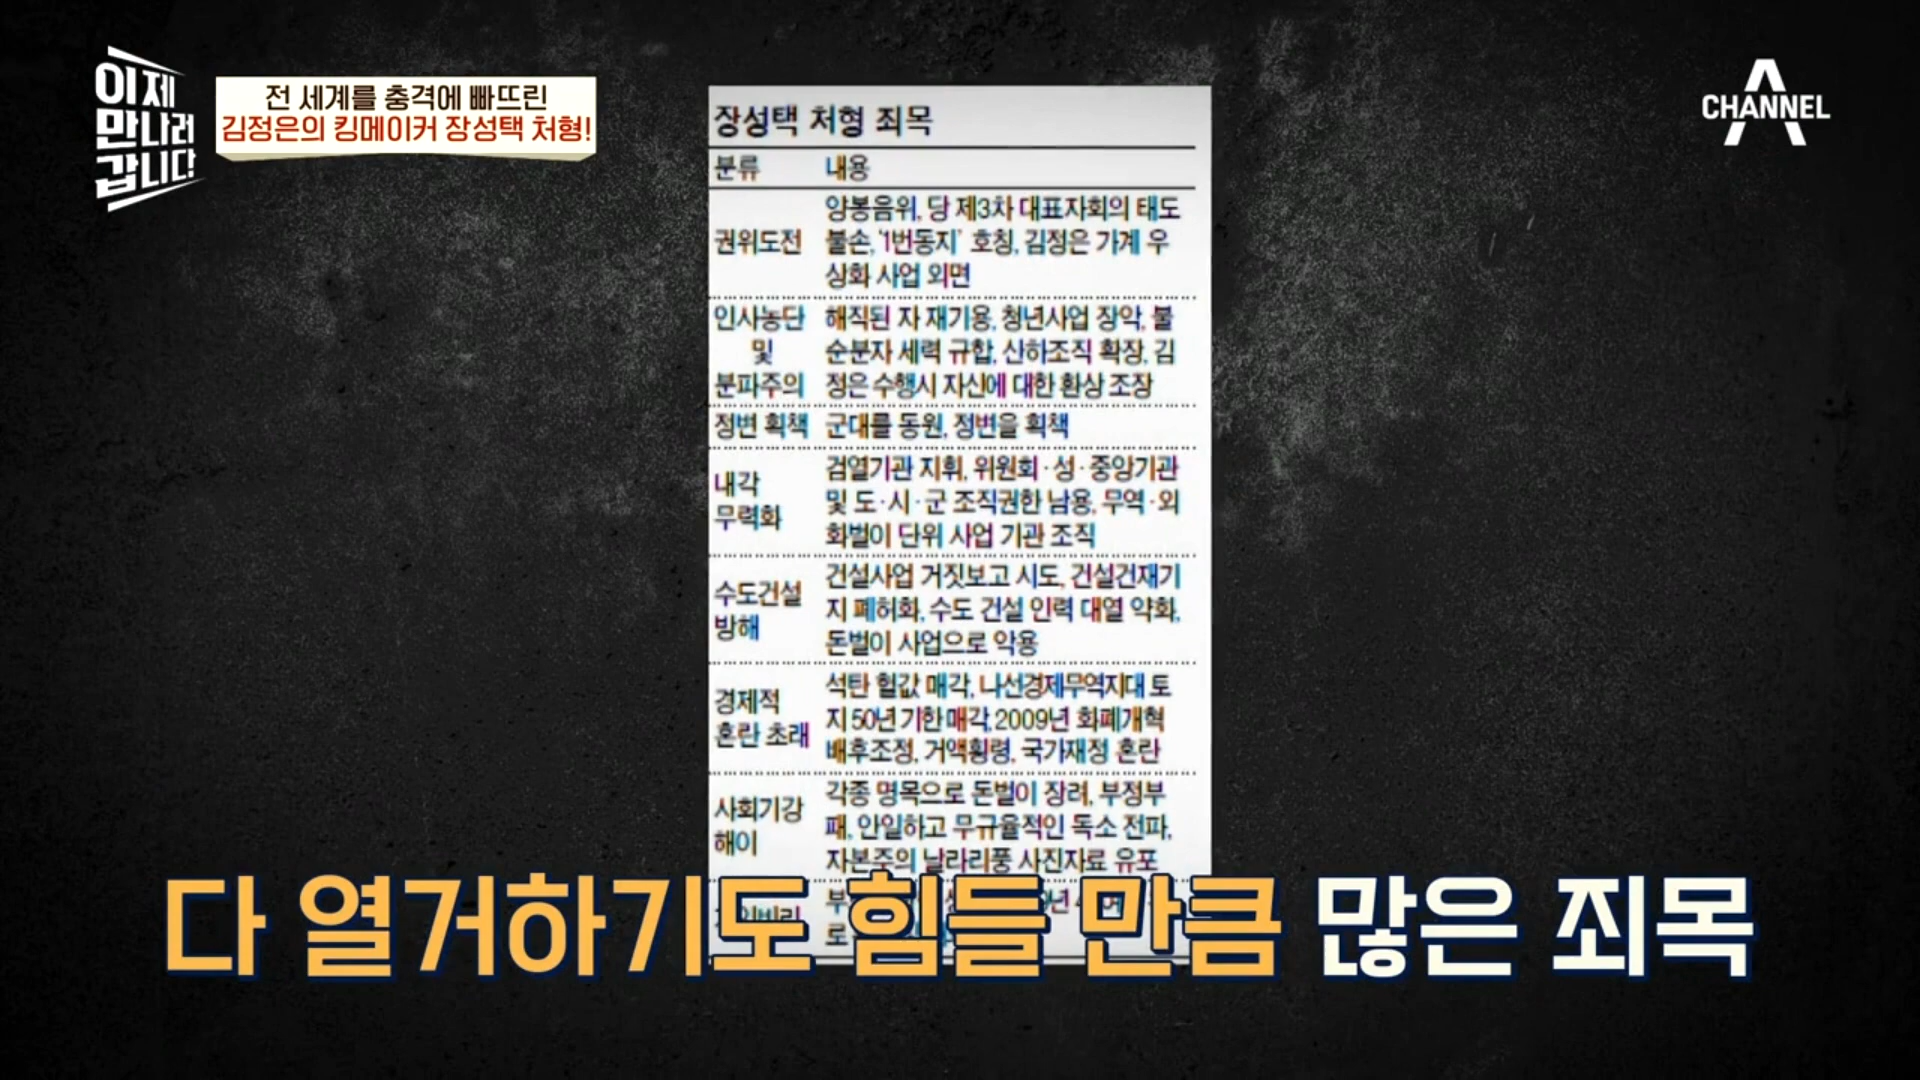 이제
만나러
갑니다
전 세계를 충격에 빠뜨린
김정은의 킹메이커 장성택 처형!
CHANNEL A
장성택 처형 죄목
분류 내용
권위도전
양봉음위, 당 제3차 대표자회의 태도
불손, '1번동지' 호칭, 김정은 가계 우
상화 사업 외면
인사농단
및
분파주의
해직된 자 재기용, 청년사업 장악, 불
순분자 세력 규합, 산하조직 확장, 김
정은 수행시 자신에 대한 환상 조장
정변 획책 군대를 동원, 정변을 획책
내각
무력화
검열기관 지휘, 위원회·성·중앙기관
및 도·시·군 조직권한 남용, 무역·외
화벌이 단위 사업 기관 조직
수도건설
방해
건설사업 거짓보고 시도, 건설건재기
지 폐허화, 수도 건설 인력 대열 약화,
돈벌이 사업으로 악용
경제적
혼란 초래
석탄 헐값 매각, 나선경제무역지대 토
지 50년 기한 매각, 2009년 화폐개혁
배후조정, 거액횡령, 국가재정 혼란
사회기강
해이
각종 명목으로 돈벌이 장려, 부정부
패, 안일하고 무규율적인 독소 전파,
자본주의 날라리풍 사진자료 유포
다 열거하기도 힘들 만큼 많은 죄목